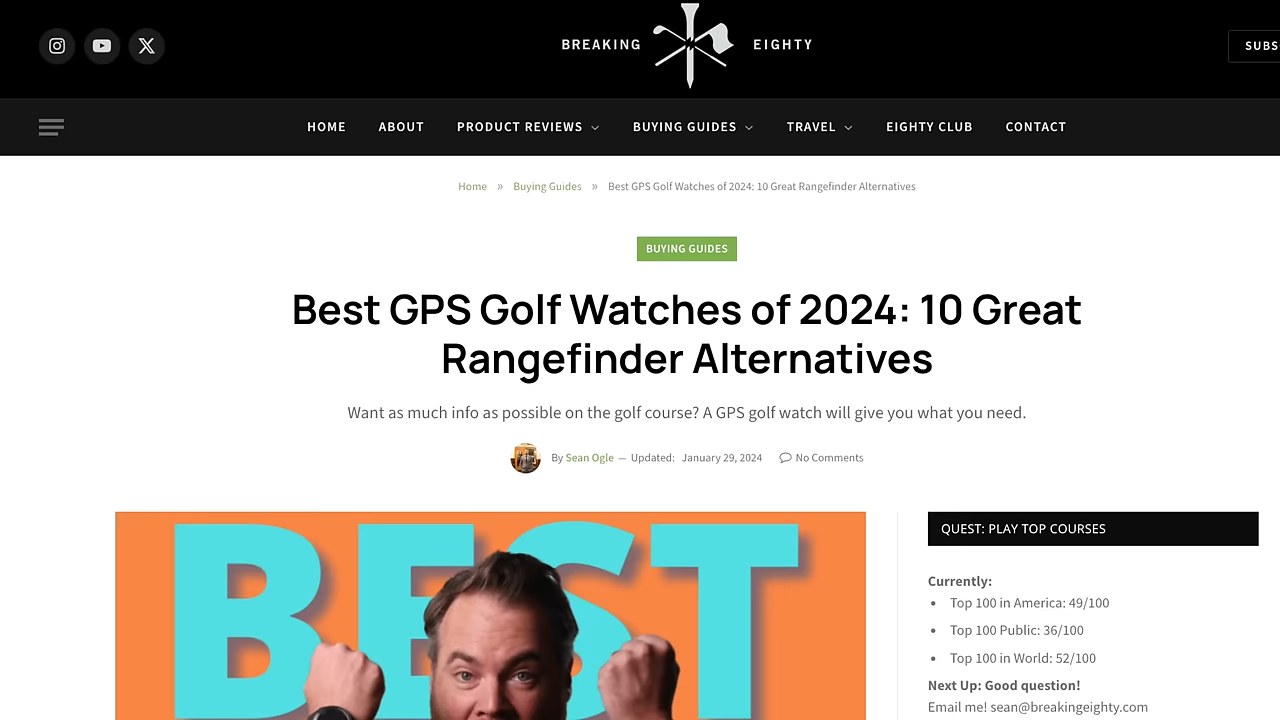 BREAKING EIGHTY
SUBS
HOME ABOUT PRODUCT REVIEWS BUYING GUIDES TRAVEL EIGHTY CLUB CONTACT
Home » Buying Guides » Best GPS Golf Watches of 2024: 10 Great Rangefinder Alternatives
BUYING GUIDES
Best GPS Golf Watches of 2024: 10 Great
Rangefinder Alternatives
Want as much info as possible on the golf course? A GPS golf watch will give you what you need.
By Sean Ogle — Updated: January 29, 2024 No Comments
BEST
QUEST: PLAY TOP COURSES
Currently:
• Top 100 in America: 49/100
• Top 100 Public: 36/100
• Top 100 in World: 52/100
Next Up: Good question!
Email me! sean@breakingeighty.com